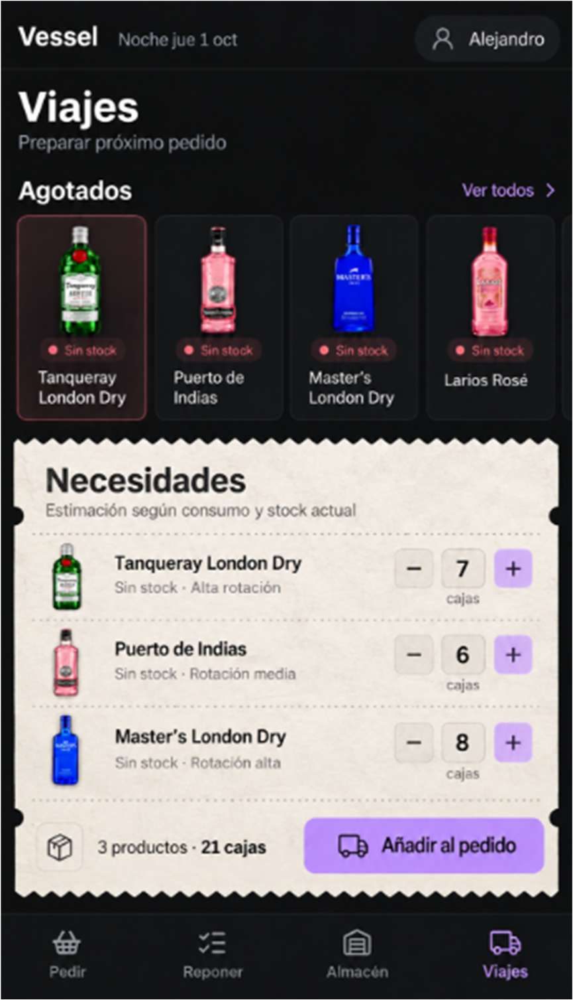 Vessel Noche jue 1 oct Alejandro
Viajes
Preparar próximo pedido
Agotados Ver todos
Tanqueray
MASTER'S
LARIOS
Sin stock
Sin stock
Sin stock
Sin stock
Tanqueray
London Dry
Puerto de
Indias
Master's
London Dry
Larios Rosé
Necesidades
Estimación según consumo y stock actual
Tanqueray London Dry
Sin stock · Alta rotación
− 7 +
cajas
Puerto de Indias
Sin stock · Rotación media
− 6 +
cajas
Master's London Dry
Sin stock · Rotación alta
− 8 +
cajas
3 productos · 21 cajas
Añadir al pedido
Pedir
Reponer
Almacén
Viajes